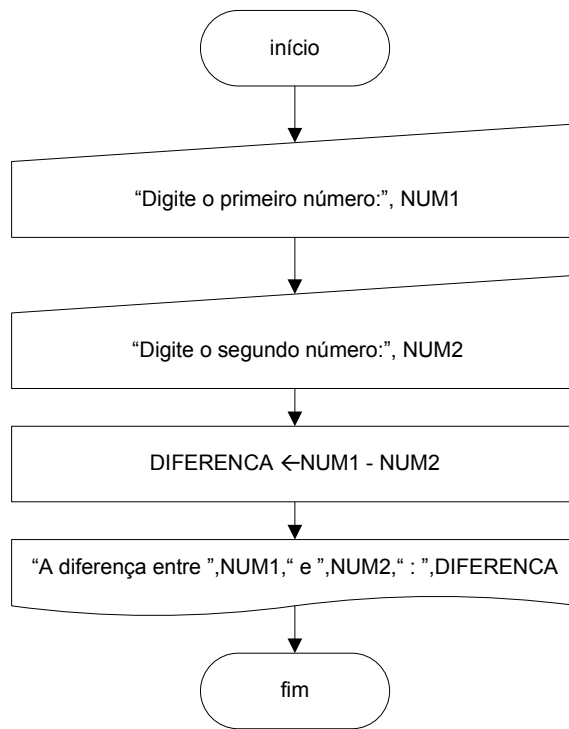 início
“Digite o primeiro número:”, NUM1
“Digite o segundo número:”, NUM2
DIFERENCA ←NUM1 - NUM2
“A diferença entre ”,NUM1,“ e ”,NUM2,“ : ”,DIFERENCA
fim